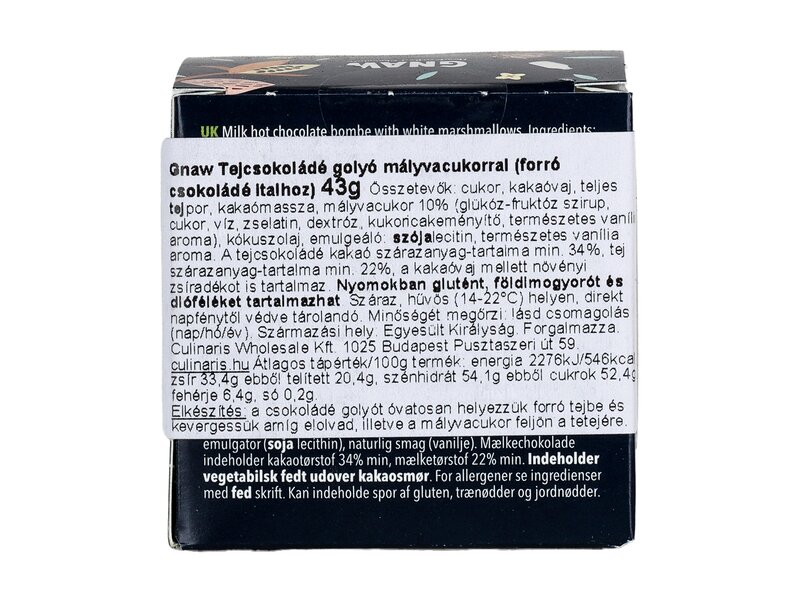 GNAW
UK Milk hot chocolate bombe with white marshmallows. Ingredients:
Gnaw Tejcsokoládé golyó mályvacukorral (forró
csokoládé italhoz) 43g Összetevők: cukor, kakaóvaj, teljes
tejpor, kakaómassza, mályvacukor 10% (glükóz-fruktóz szirup,
cukor, víz, zselatin, dextróz, kukoricakeményítő, természetes vanília
aroma), kókuszolaj, emulgeáló: szójalecitin, természetes vanília
aroma. A tejcsokoládé kakaó szárazanyag-tartalma min. 34%, tej
szárazanyag-tartalma min. 22%, a kakaóvaj mellett növényi
zsiradékot is tartalmaz. Nyomokban glutént, földimogyorót és
dióféléket tartalmazhat Száraz, hűvös (14-22°C) helyen, direkt
napfénytől védve tárolandó. Minőségét megőrzi: lásd csomagolás
(nap/hó/év). Származási hely: Egyesült Királyság. Forgalmazza:
Culinaris Wholesale Kft. 1025 Budapest Pusztaszeri út 59.
culinaris.hu Átlagos tápérték/100g termék: energia 2276kJ/546kcal
zsír 33,4g ebből telített 20,4g, szénhidrát 54,1g ebből cukrok 52,4g
fehérje 6,4g, só 0,2g.
Elkészítés: a csokoládé golyót óvatosan helyezzük forró tejbe és
kevergessük amíg elolvad, illetve a mályvacukor feljön a tetejére.
emulgator (soja lecithin), naturlig smag (vanilje). Mælkechokolade
indeholder kakaotørstof 34% min, mælketørstof 22% min. Indeholder
vegetabilsk fedt udover kakaosmør. For allergener se ingredienser
med fed skrift. Kan indeholde spor af gluten, trænødder og jordnødder.